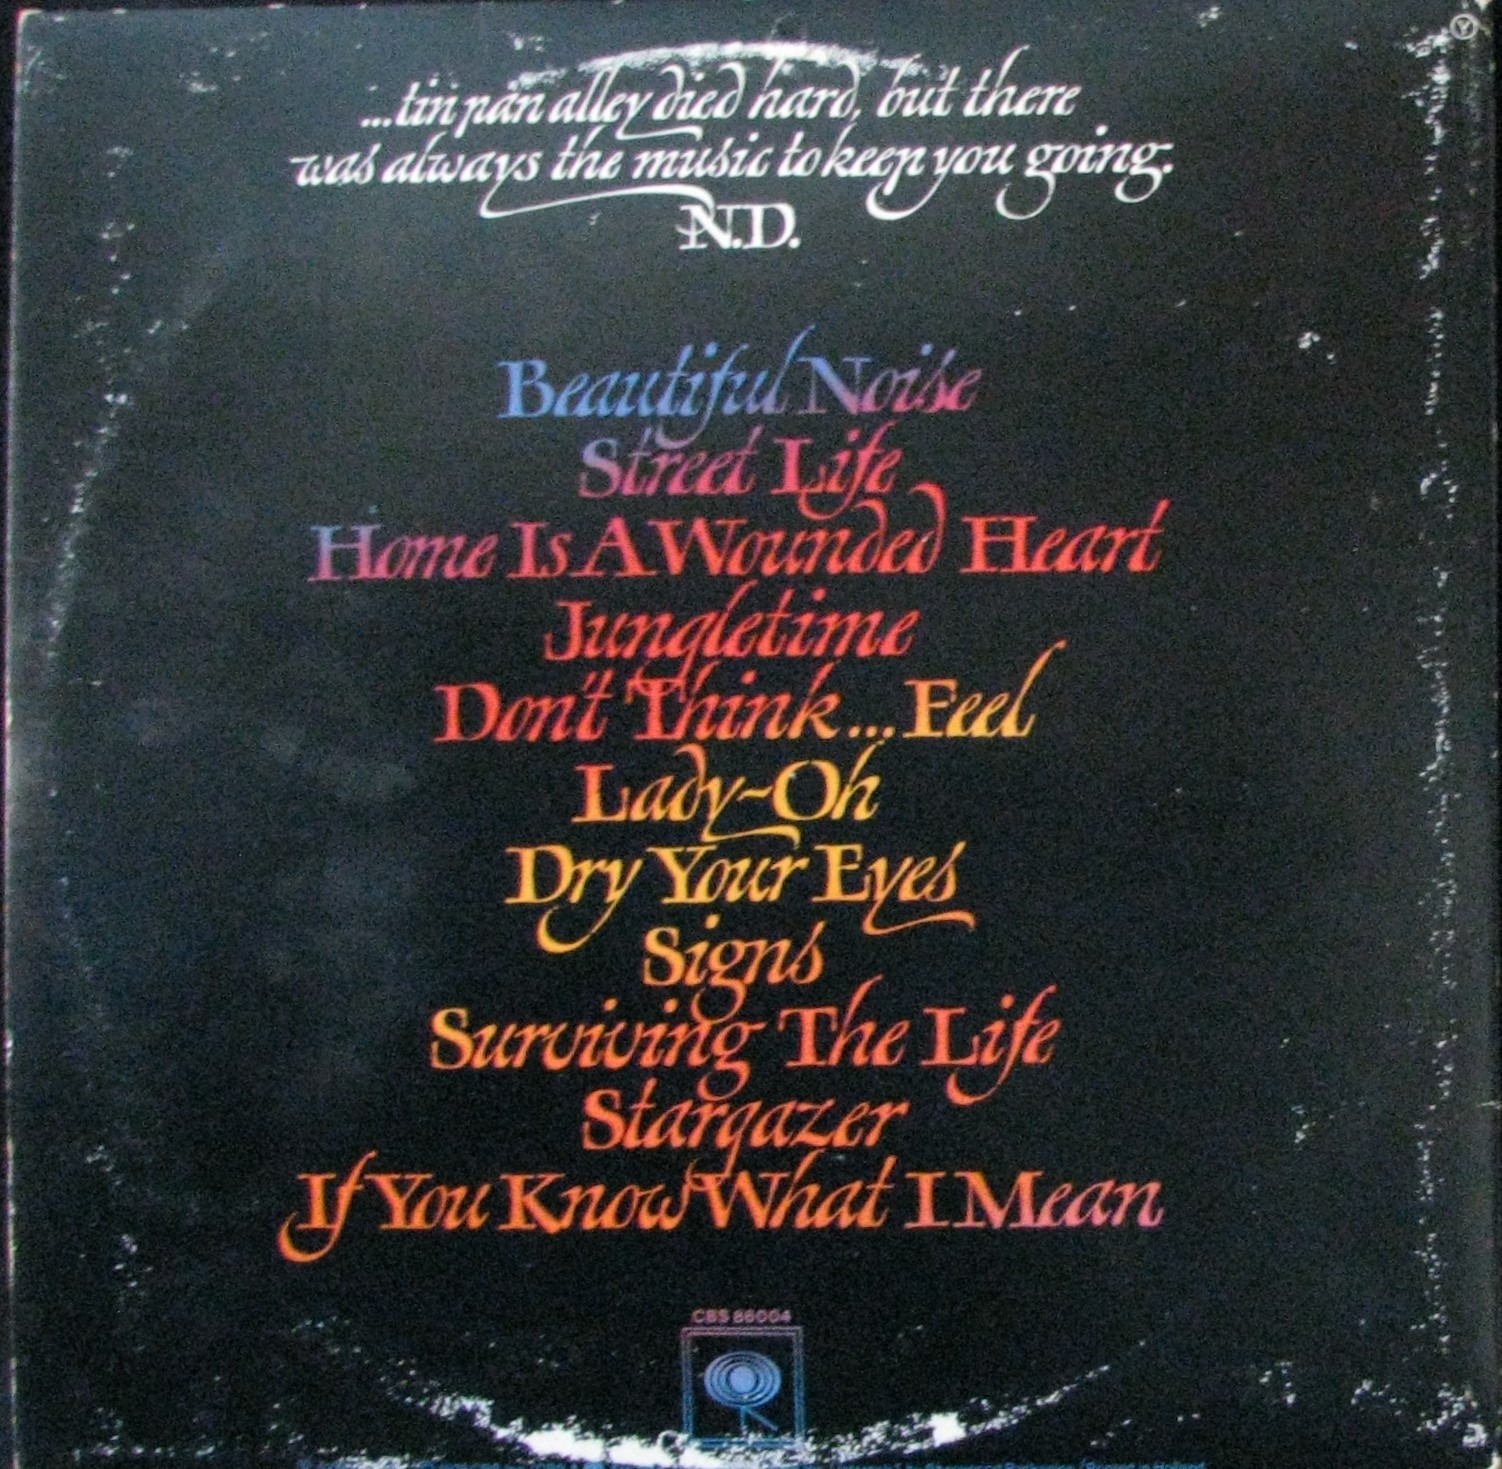 ...tin pan alley died hard, but there
was always the music to keep you going.
N.D.
Beautiful Noise
Street Life
Home Is A Wounded Heart
Jungletime
Don't Think... Feel
Lady-Oh
Dry Your Eyes
Signs
Surviving The Life
Stargazer
If You Know What I Mean
CBS 86004